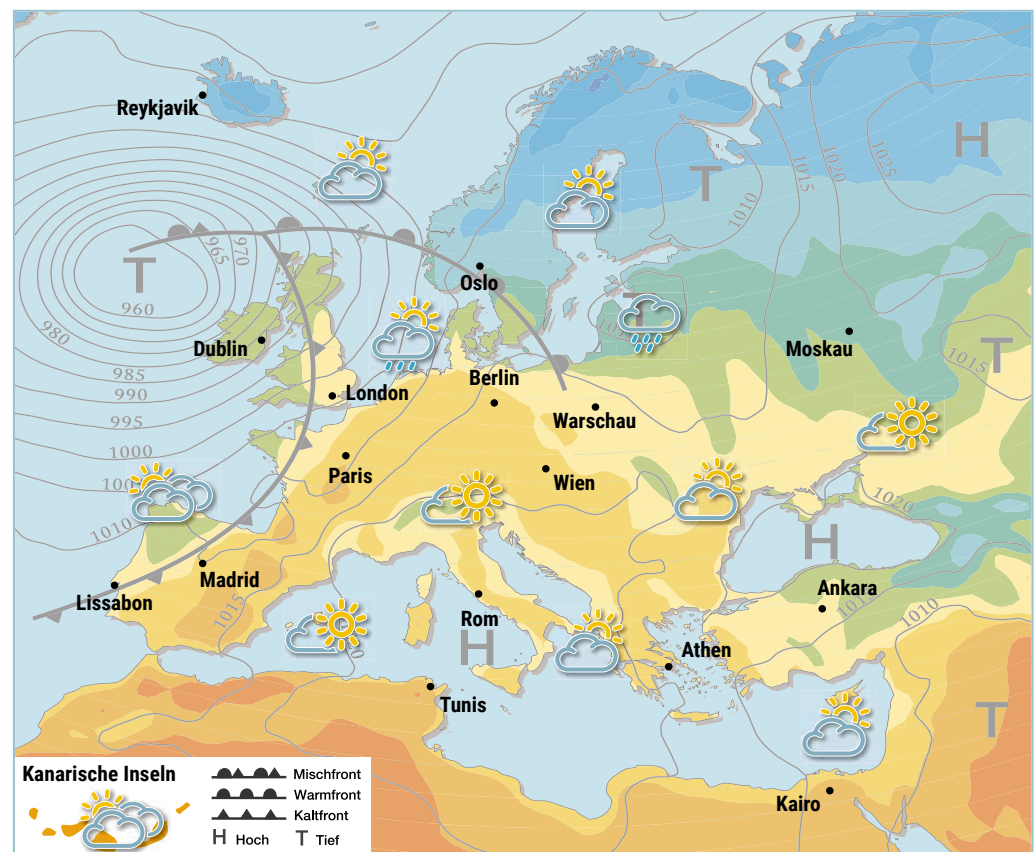 Reykjavik
H
T
1025
1020
1015
1010
965
970
T
960
980
Oslo
T
Dublin
985
990
995
1000
1010
London
Berlin
Warschau
Moskau
T
1015
Paris
Wien
1020
H
Madrid
Lissabon
1015
Rom
H
Athen
Ankara
1010
Tunis
T
Kairo
Kanarische Inseln
Mischfront
Warmfront
Kaltfront
H Hoch
T Tief